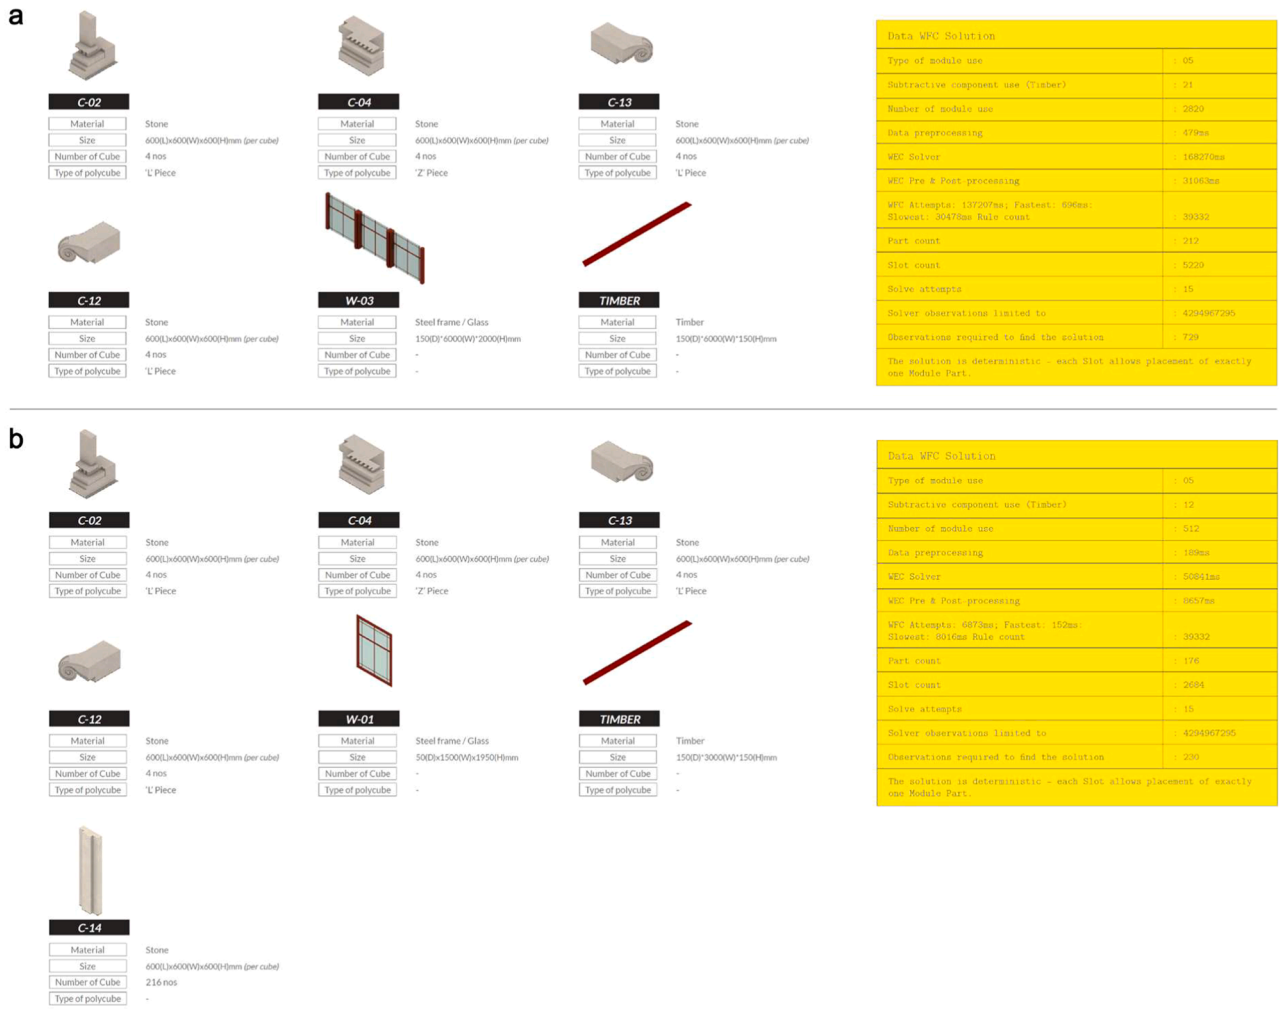 a
C-02
Material Stone
Size 600(L)x600(W)x600(H)mm (per cube)
Number of Cube 4 nos
Type of polycube 'L' Piece
C-04
Material Stone
Size 600(L)x600(W)x600(H)mm (per cube)
Number of Cube 4 nos
Type of polycube 'Z' Piece
C-13
Material Stone
Size 600(L)x600(W)x600(H)mm (per cube)
Number of Cube 4 nos
Type of polycube 'L' Piece
C-12
Material Stone
Size 600(L)x600(W)x600(H)mm (per cube)
Number of Cube 4 nos
Type of polycube 'L' Piece
W-03
Material Steel frame / Glass
Size 150(D)*6000(W)*2000(H)mm
Number of Cube -
Type of polycube -
TIMBER
Material Timber
Size 150(D)*6000(W)*150(H)mm
Number of Cube -
Type of polycube -
Data WFC Solution
Type of module use : 05
Subtractive component use (Timber) : 21
Number of module use : 2820
Data preprocessing : 479ms
WEC Solver : 168270ms
WEC Pre & Post-processing : 31063ms
WFC Attempts: 137207ms; Fastest: 696ms;
Slowest: 30478ms Rule count : 39332
Part count : 212
Slot count : 5220
Solve attempts : 15
Solver observations limited to : 4294967295
Observations required to find the solution : 729
The solution is deterministic - each Slot allows placement of exactly
one Module Part.
b
C-02
Material Stone
Size 600(L)x600(W)x600(H)mm (per cube)
Number of Cube 4 nos
Type of polycube 'L' Piece
C-04
Material Stone
Size 600(L)x600(W)x600(H)mm (per cube)
Number of Cube 4 nos
Type of polycube 'Z' Piece
C-13
Material Stone
Size 600(L)x600(W)x600(H)mm (per cube)
Number of Cube 4 nos
Type of polycube 'L' Piece
C-12
Material Stone
Size 600(L)x600(W)x600(H)mm (per cube)
Number of Cube 4 nos
Type of polycube 'L' Piece
W-01
Material Steel frame / Glass
Size 50(D)x1500(W)x1950(H)mm
Number of Cube -
Type of polycube -
TIMBER
Material Timber
Size 150(D)*3000(W)*150(H)mm
Number of Cube -
Type of polycube -
C-14
Material Stone
Size 600(L)x600(W)x600(H)mm (per cube)
Number of Cube 216 nos
Type of polycube -
Data WFC Solution
Type of module use : 05
Subtractive component use (Timber) : 12
Number of module use : 512
Data preprocessing : 189ms
WEC Solver : 50841ms
WEC Pre & Post-processing : 8657ms
WFC Attempts: 6873ms; Fastest: 152ms;
Slowest: 8016ms Rule count : 39332
Part count : 176
Slot count : 2684
Solve attempts : 15
Solver observations limited to : 4294967295
Observations required to find the solution : 230
The solution is deterministic - each Slot allows placement of exactly
one Module Part.